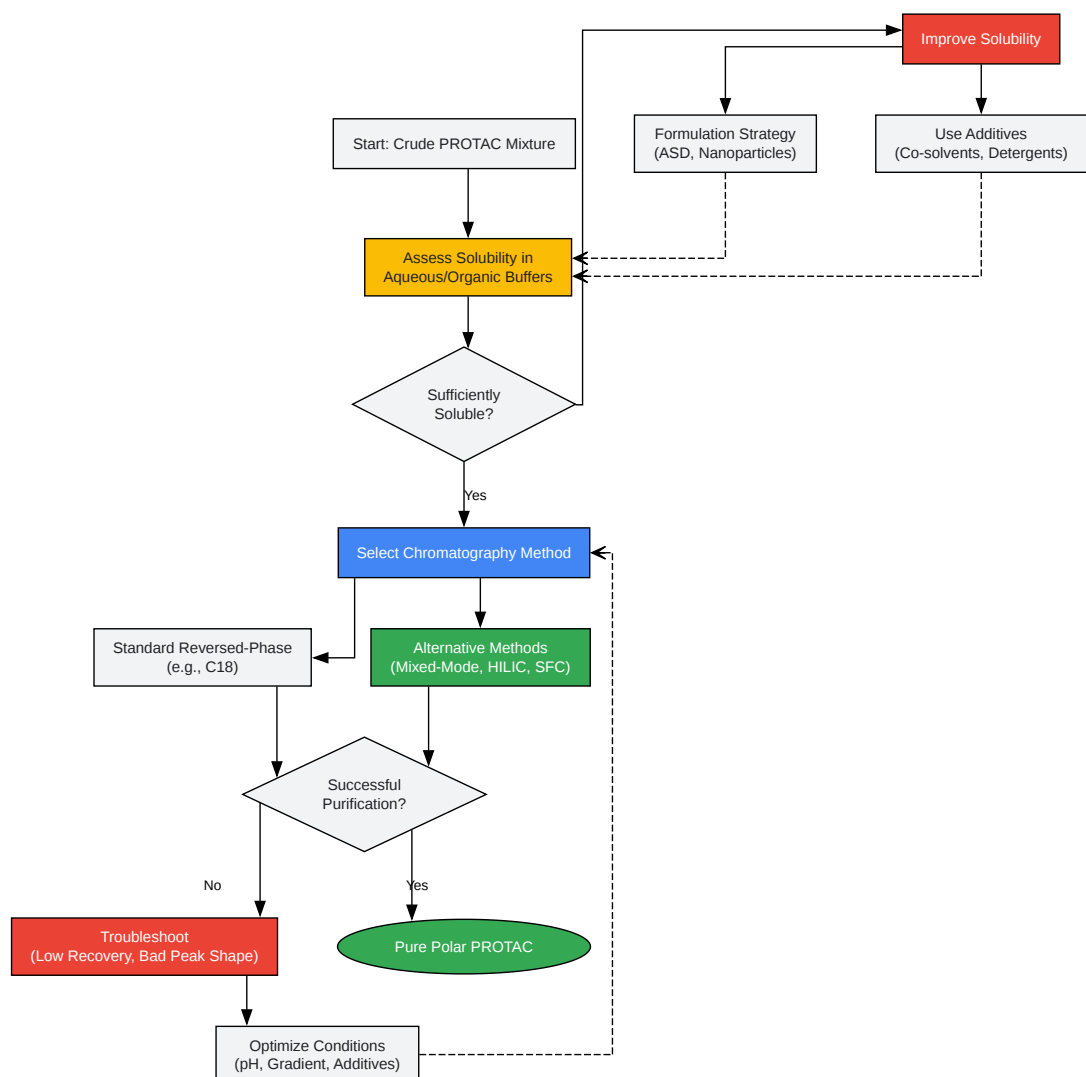 Improve Solubility
Start: Crude PROTAC Mixture
Formulation Strategy
(ASD, Nanoparticles)
Use Additives
(Co-solvents, Detergents)
Assess Solubility in
Aqueous/Organic Buffers
Sufficiently
Soluble?
Yes
Select Chromatography Method
Standard Reversed-Phase
(e.g., C18)
Alternative Methods
(Mixed-Mode, HILIC, SFC)
Successful
Purification?
No
Yes
Troubleshoot
(Low Recovery, Bad Peak Shape)
Pure Polar PROTAC
Optimize Conditions
(pH, Gradient, Additives)